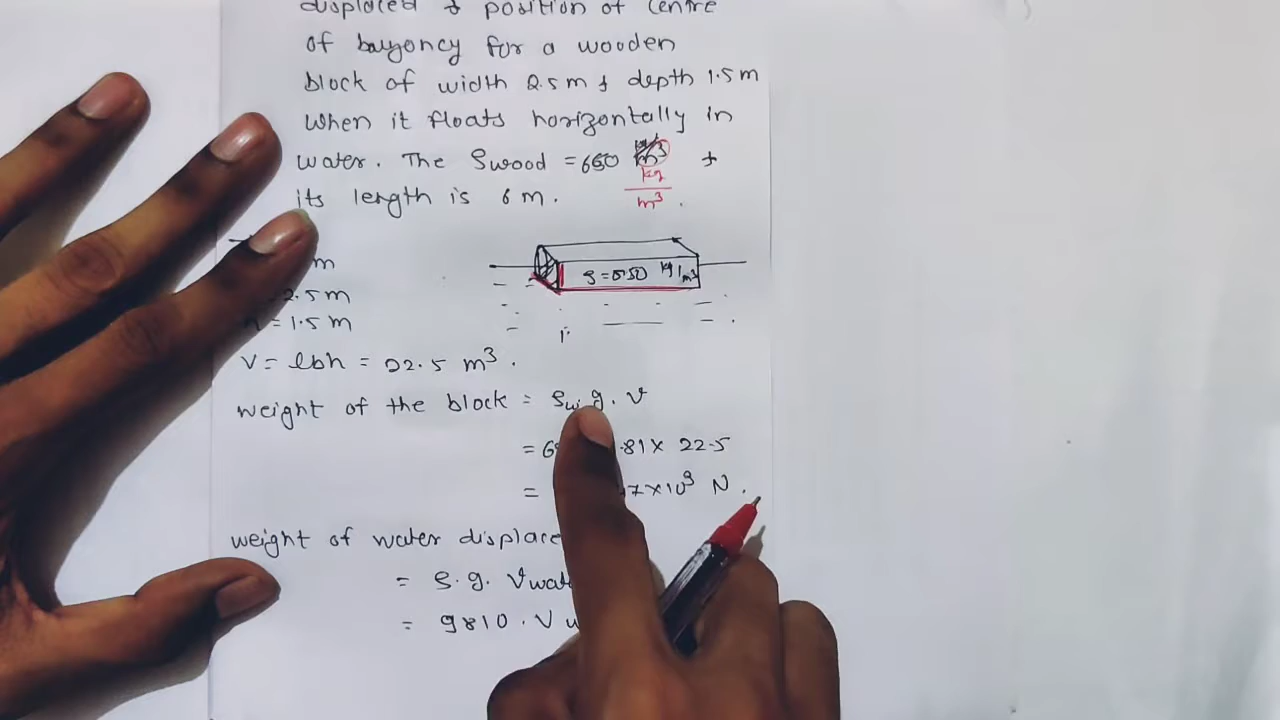 displaced & position of centre
of bayoncy for a wooden
block of width 2.5 m & depth 1.5 m
when it floats horizontally in
water. The ρwood = 650 kg/m³ &
its length is 6 m.
m
2.5 m
ρ = 650 kg/m³
= 1.5 m
V = lbh = 22.5 m³.
weight of the block = ρw.g.V
= 6 .81 × 22.5
= 7×10³ N.
weight of water displace
= ρ.g. Vwat
= 9810.V w